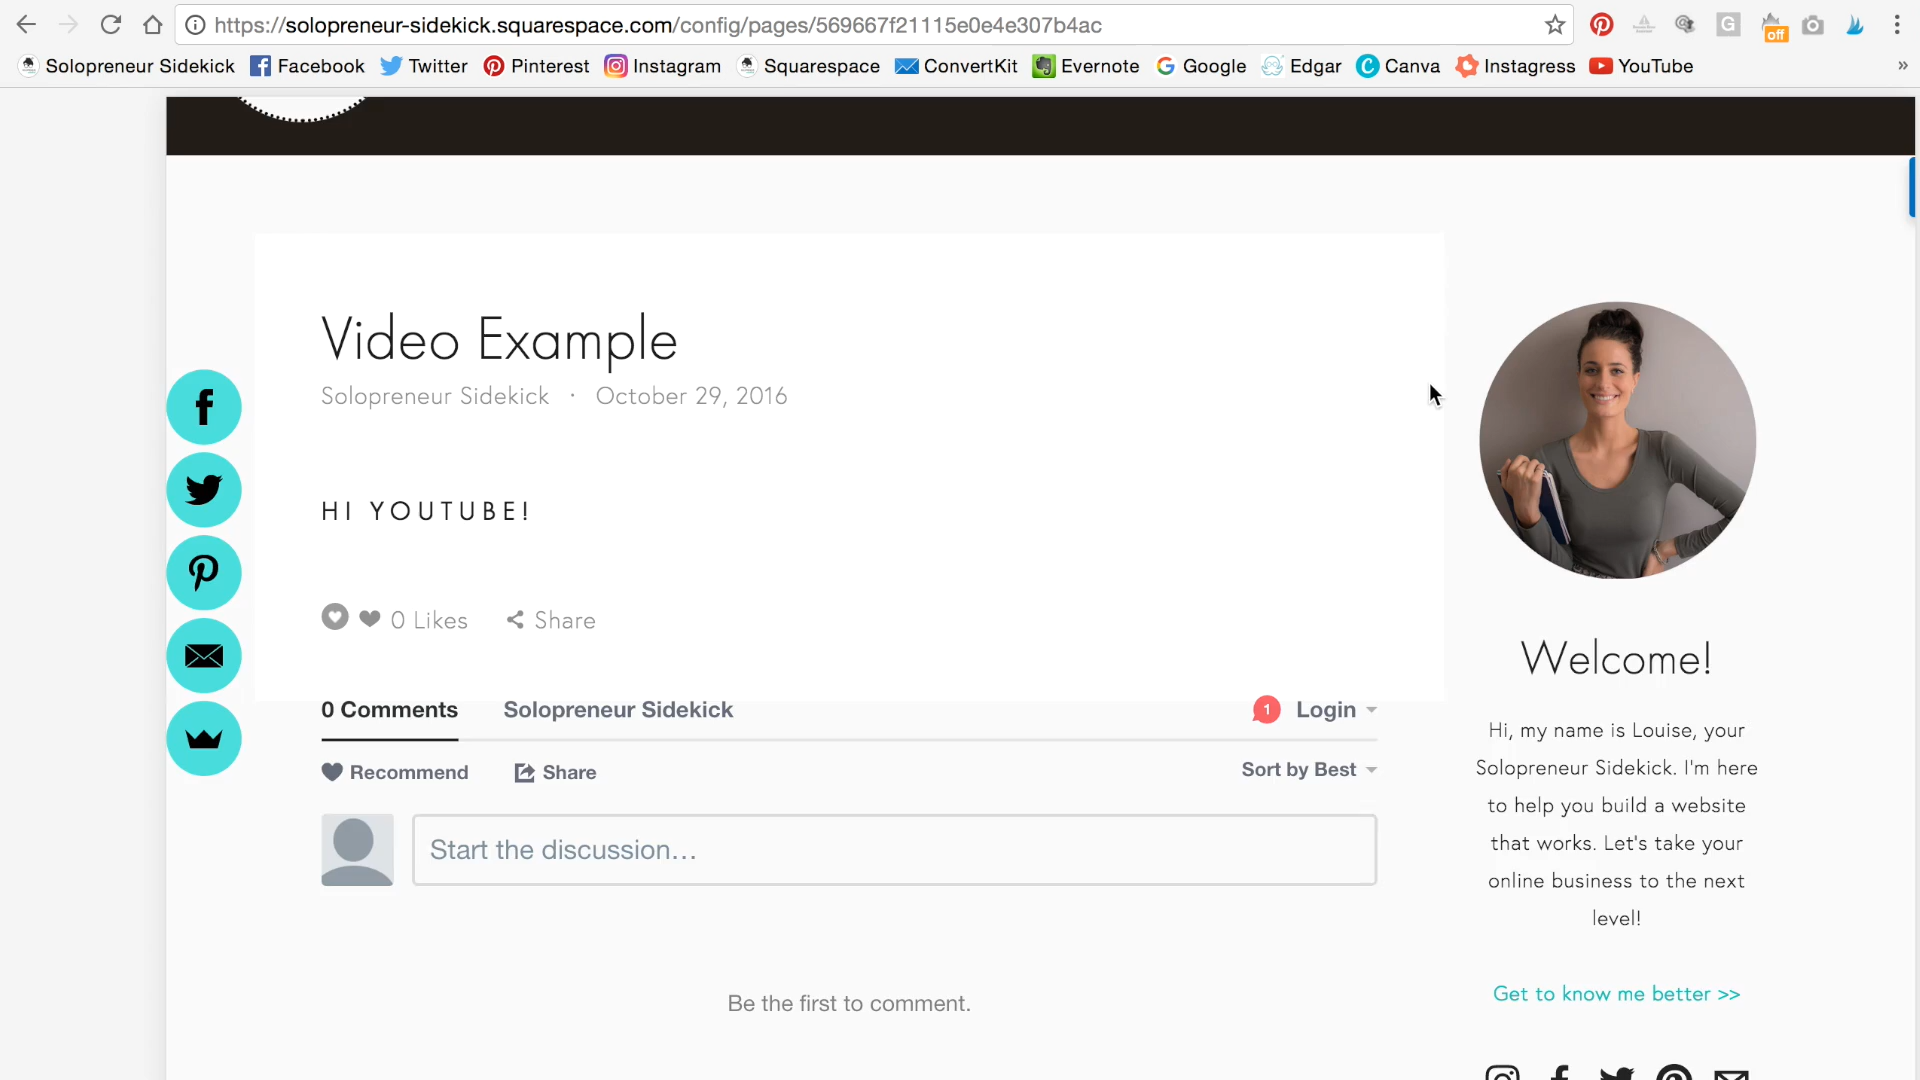 https://solopreneur-sidekick.squarespace.com/config/pages/569667f21115e0e4e307b4ac
G
off
Solopreneur Sidekick Facebook Twitter Pinterest Instagram Squarespace ConvertKit Evernote Google Edgar Canva Instagress YouTube »
Video Example
Solopreneur Sidekick · October 29, 2016
HI YOUTUBE!
0 Likes Share
0 Comments Solopreneur Sidekick 1 Login
Recommend Share Sort by Best
Start the discussion...
Be the first to comment.
Welcome!
Hi, my name is Louise, your
Solopreneur Sidekick. I'm here
to help you build a website
that works. Let's take your
online business to the next
level!
Get to know me better >>